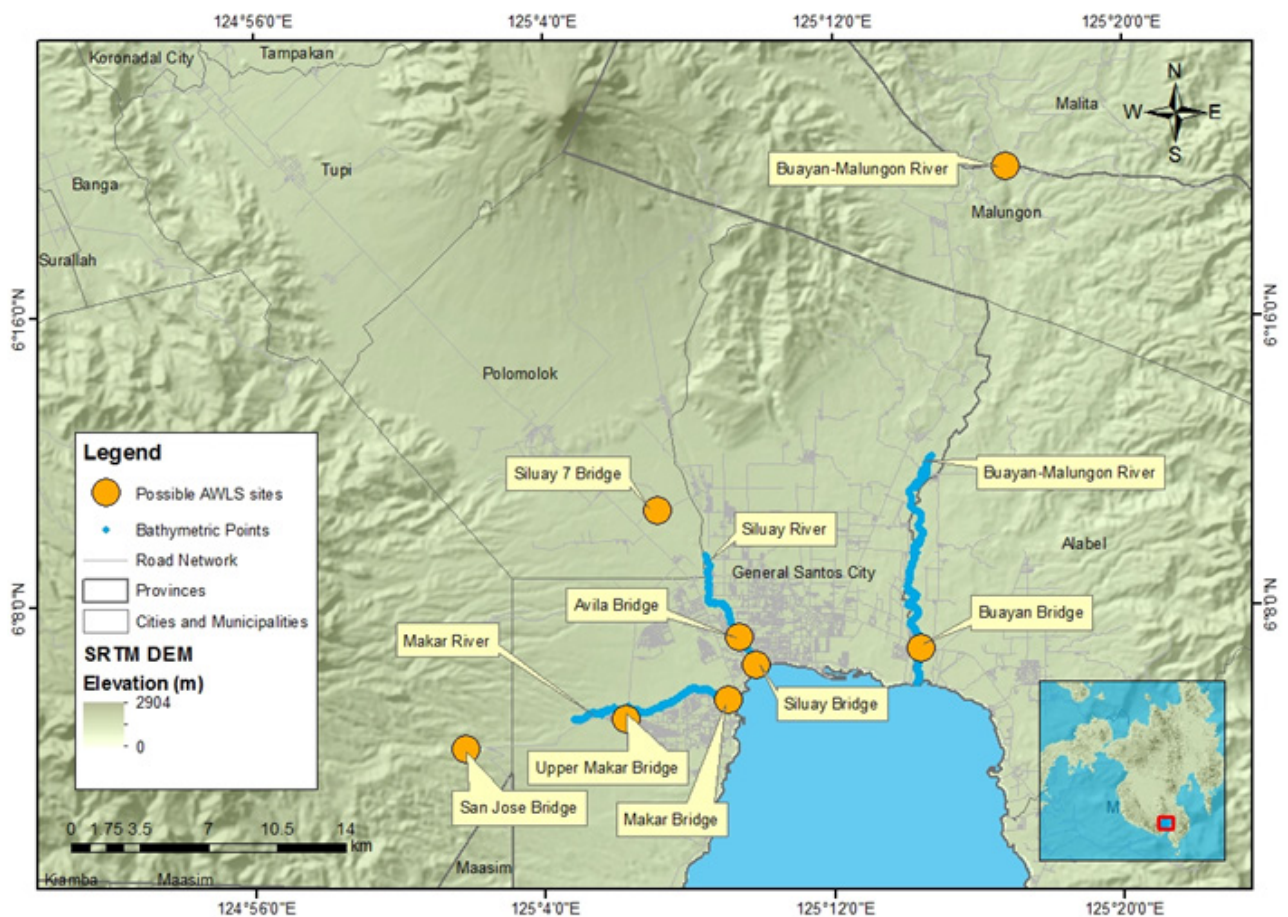 124°56'0"E
125°4'0"E
125°12'0"E
125°20'0"E
Koronadal City
Tampakan
N
W
E
S
Malita
Buayan-Malungon River
Tupi
Banga
Malungon
Surallah
6°16'0"N
6°16'0"N
Polomolok
Legend
Possible AWLS sites
Bathymetric Points
Road Network
Provinces
Cities and Municipalities
SRTM DEM
Elevation (m)
2904
0
Siluay 7 Bridge
Buayan-Malungon River
Siluay River
Alabel
General Santos City
6°8'0"N
6°8'0"N
Avila Bridge
Buayan Bridge
Makar River
Siluay Bridge
Upper Makar Bridge
San Jose Bridge
Makar Bridge
M
0 1.75 3.5 7 10.5 14
km
Maasim
Kiamba
Maasim
124°56'0"E
125°4'0"E
125°12'0"E
125°20'0"E